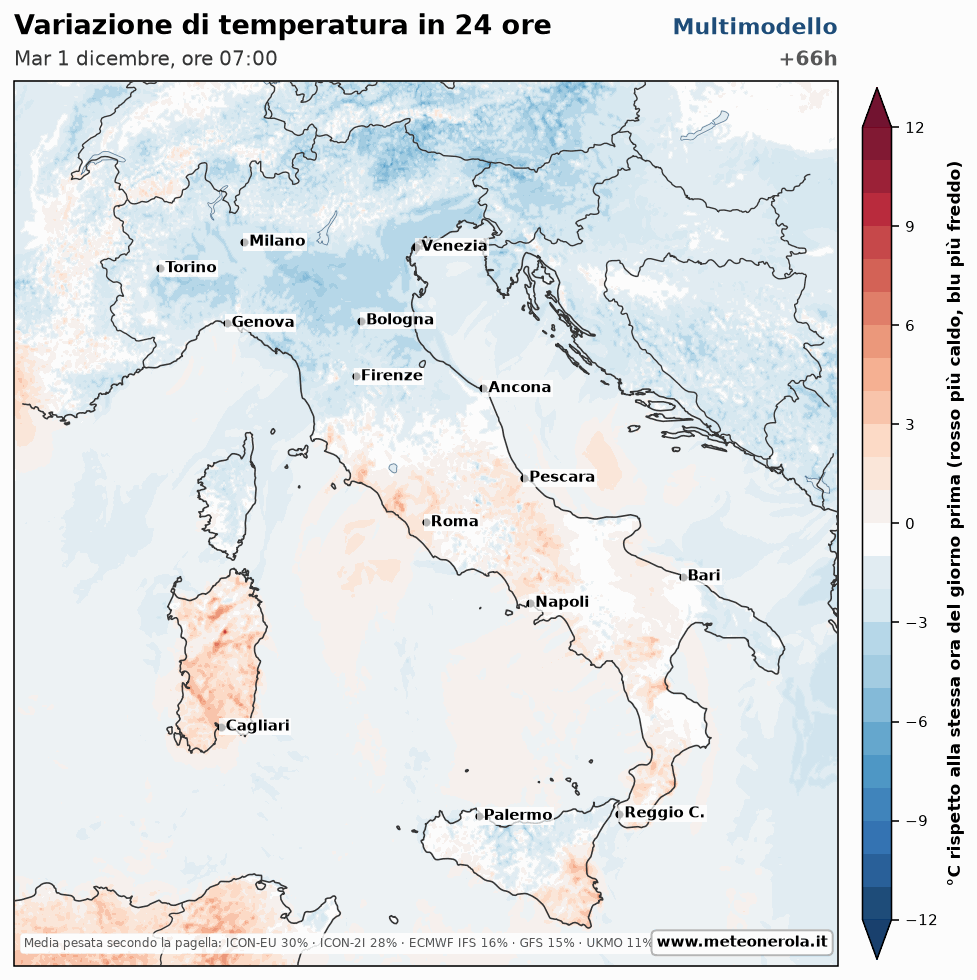 Variazione di temperatura in 24 ore
Multimodello
Mar 1 dicembre, ore 07:00
+66h
Milano
Venezia
Torino
Genova
Bologna
Firenze
Ancona
Pescara
Roma
Bari
Napoli
Cagliari
Palermo
Reggio C.
12
9
6
3
0
−3
−6
−9
−12
°C rispetto alla stessa ora del giorno prima (rosso più caldo, blu più freddo)
Media pesata secondo la pagella: ICON-EU 30% · ICON-2I 28% · ECMWF IFS 16% · GFS 15% · UKMO 11%
www.meteonerola.it